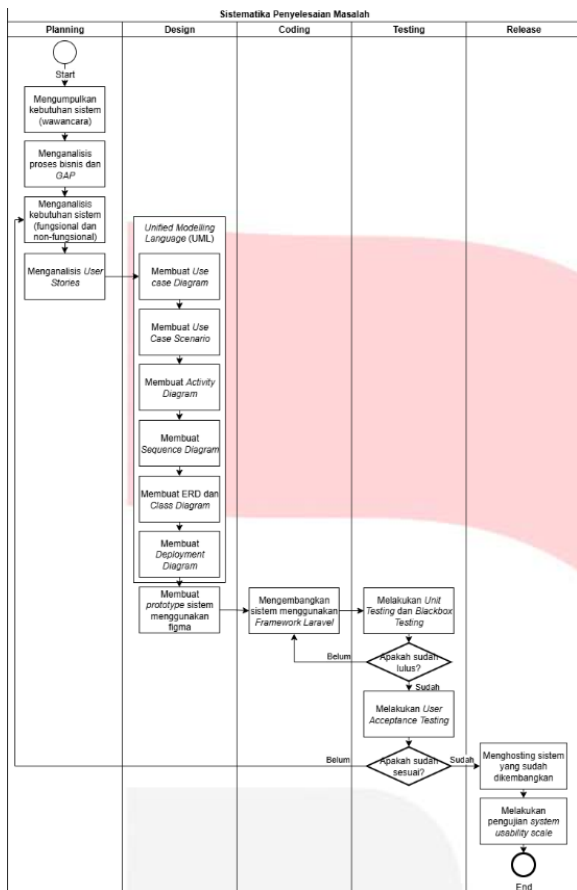 Sistematika Penyelesaian Masalah
Planning
Design
Coding
Testing
Release
Start
Mengumpulkan
kebutuhan sistem
(wawancara)
Menganalisis
proses bisnis dan
GAP
Menganalisis
kebutuhan sistem
(fungsional dan
non-fungsional)
Menganalisis User
Stories
Unified Modelling
Language (UML)
Membuat Use
case Diagram
Membuat Use
Case Scenario
Membuat Activity
Diagram
Membuat
Sequence Diagram
Membuat ERD dan
Class Diagram
Membuat
Deployment
Diagram
Membuat
prototype sistem
menggunakan
figma
Mengembangkan
sistem menggunakan
Framework Laravel
Melakukan Unit
Testing dan Blackbox
Testing
Belum
Apakah sudah
lulus?
Sudah
Melakukan User
Acceptance Testing
Belum
Apakah sudah
sesuai?
Sudah
Menghosting sistem
yang sudah
dikembangkan
Melakukan
pengujian system
usability scale
End